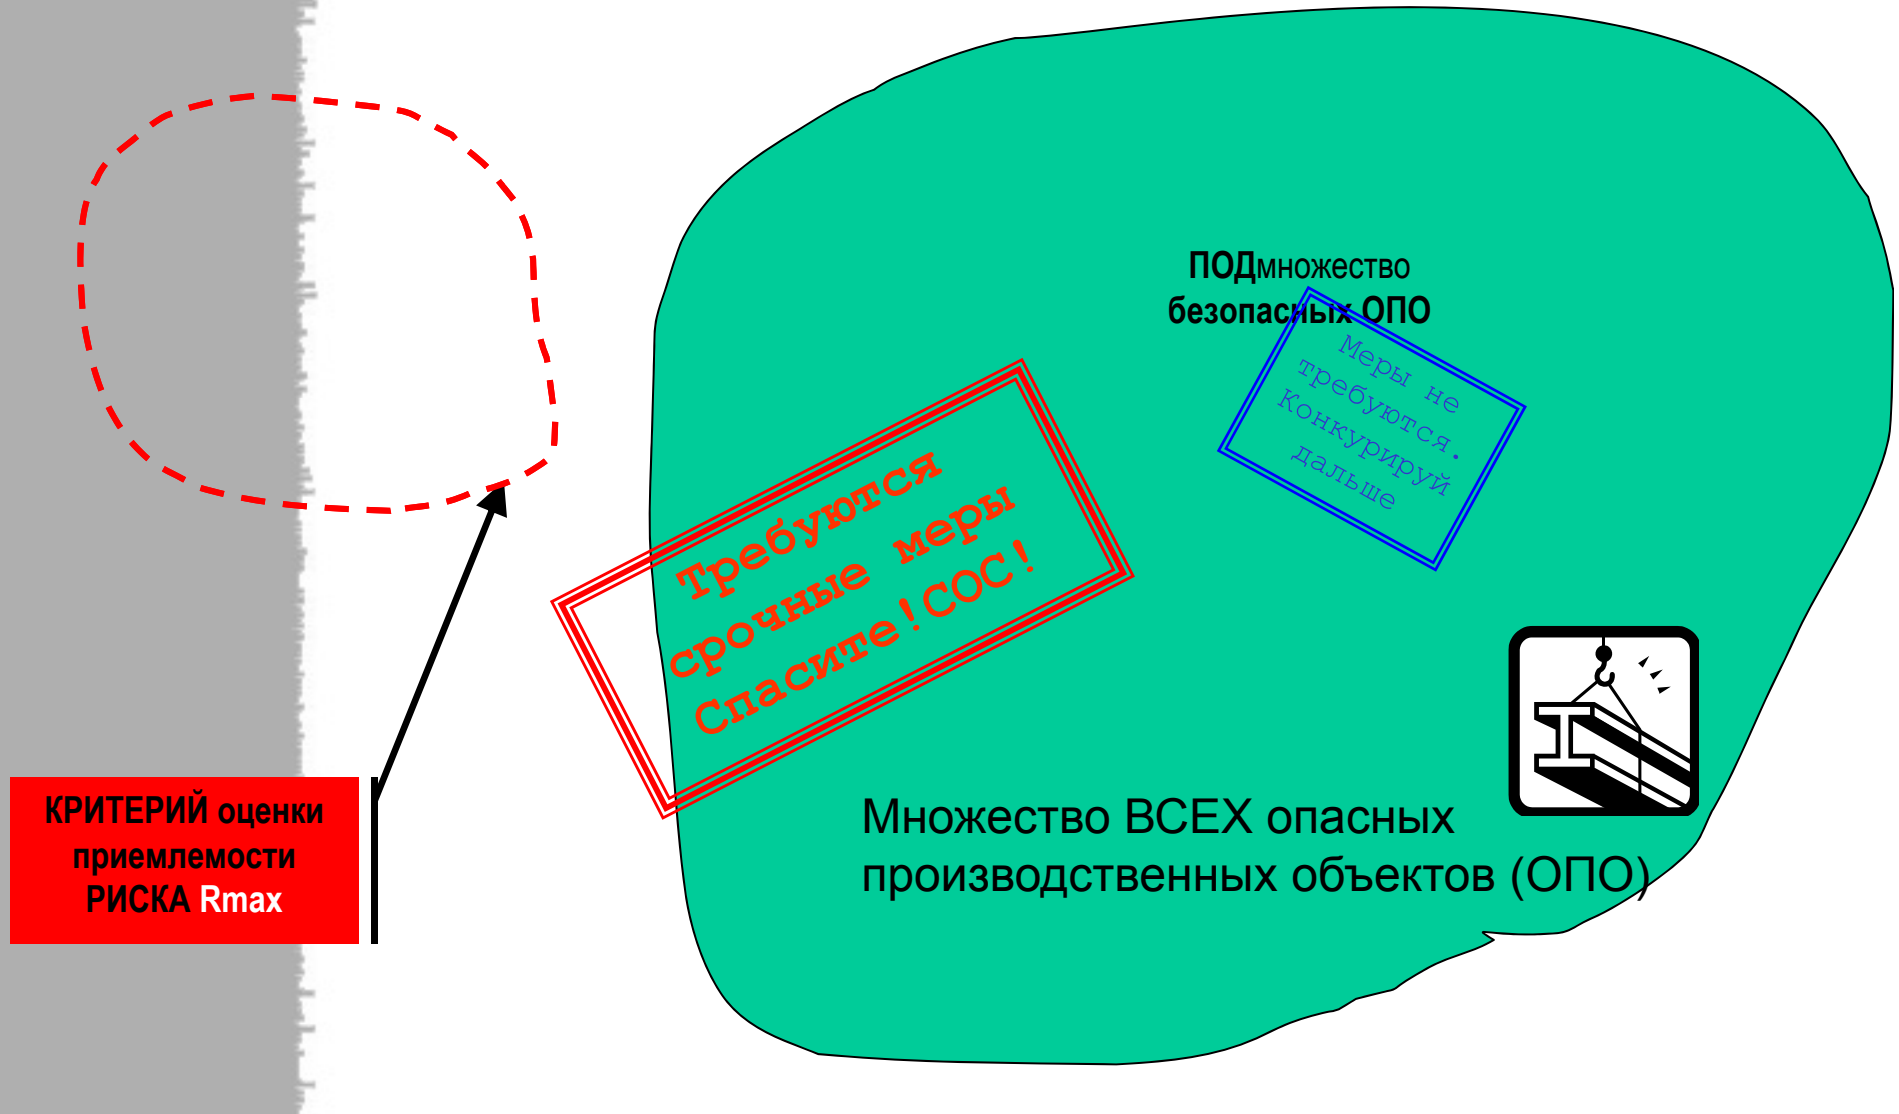 ПОДмножество
безопасных ОПО
Меры не
требуются.
Конкурируй
дальше
Требуются
срочные меры
Спасите!СОС!
КРИТЕРИЙ оценки
приемлемости
РИСКА Rmax
Множество ВСЕХ опасных
производственных объектов (ОПО)